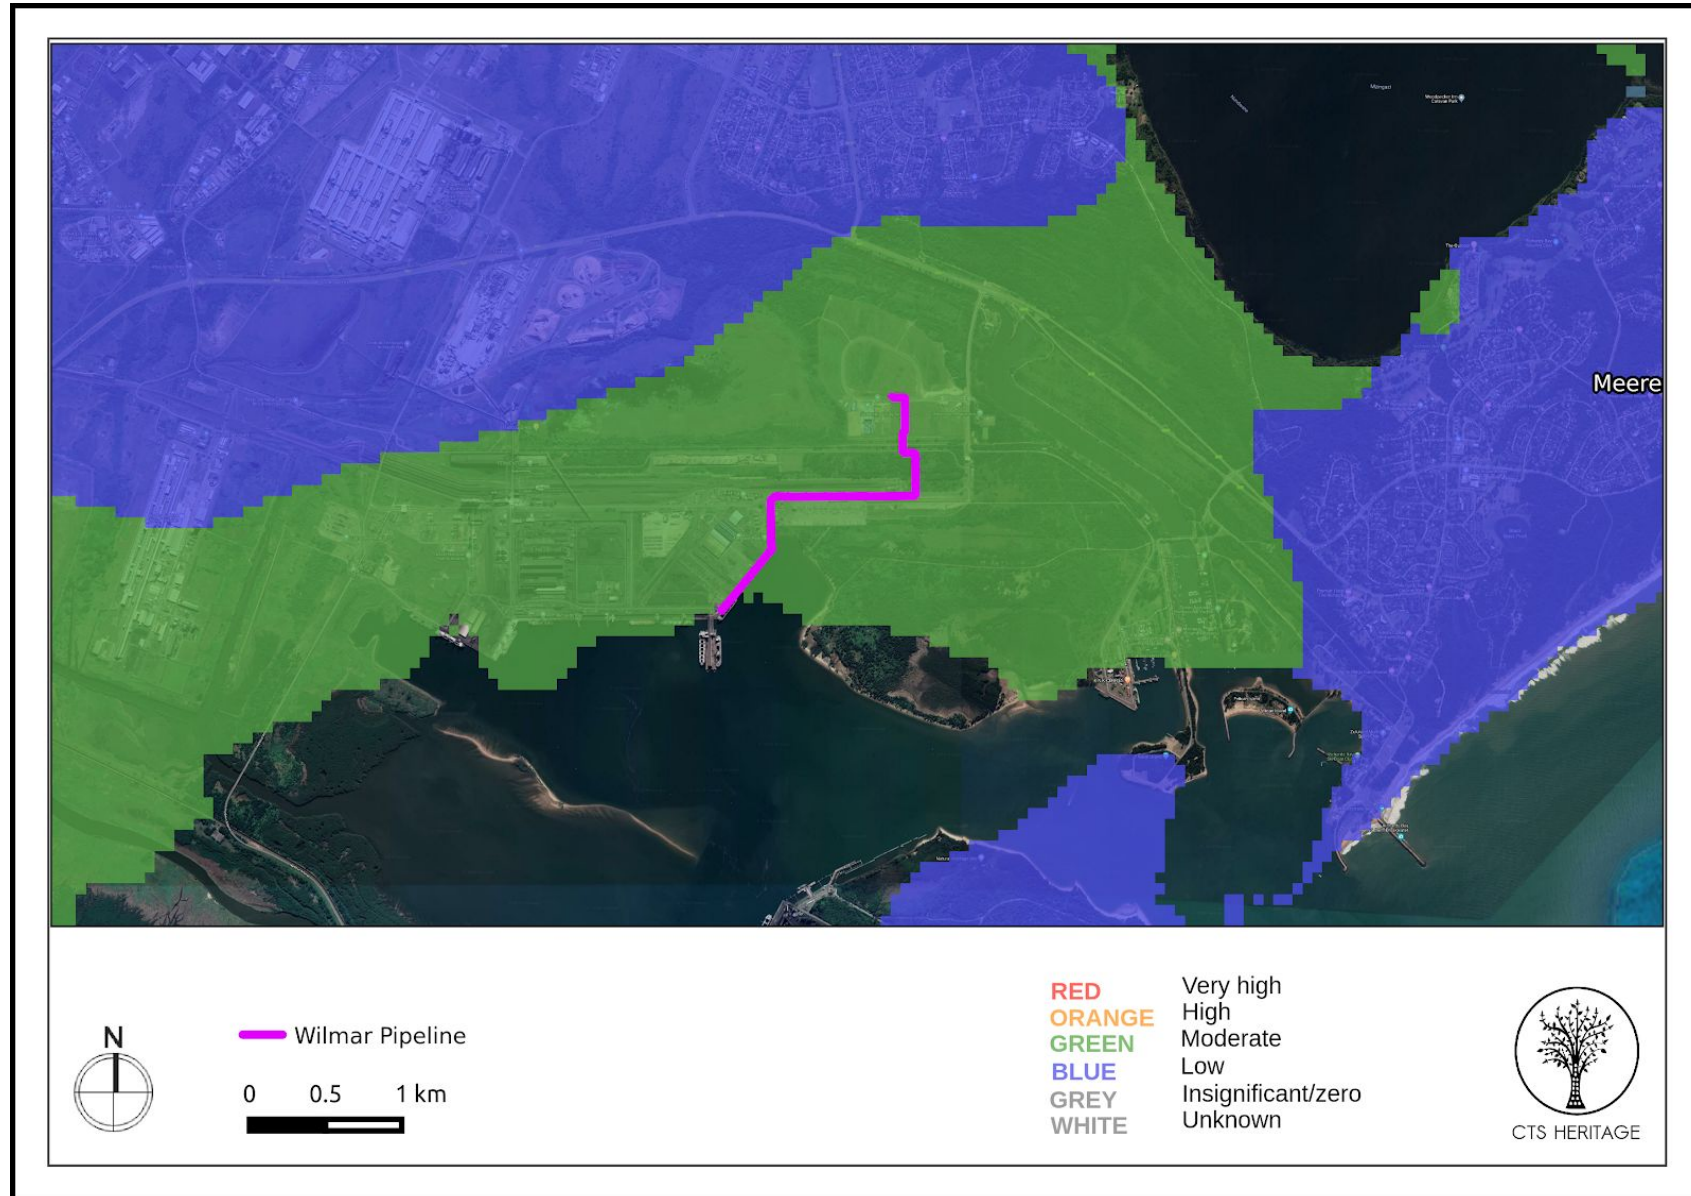 Meere
N
Wilmar Pipeline
0 0.5 1 km
RED Very high
ORANGE High
GREEN Moderate
BLUE Low
GREY Insignificant/zero
WHITE Unknown
CTS HERITAGE